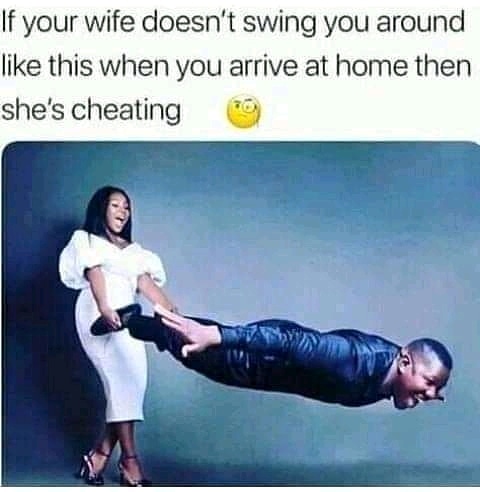 If your wife doesn't swing you around
like this when you arrive at home then
she's cheating 🧐